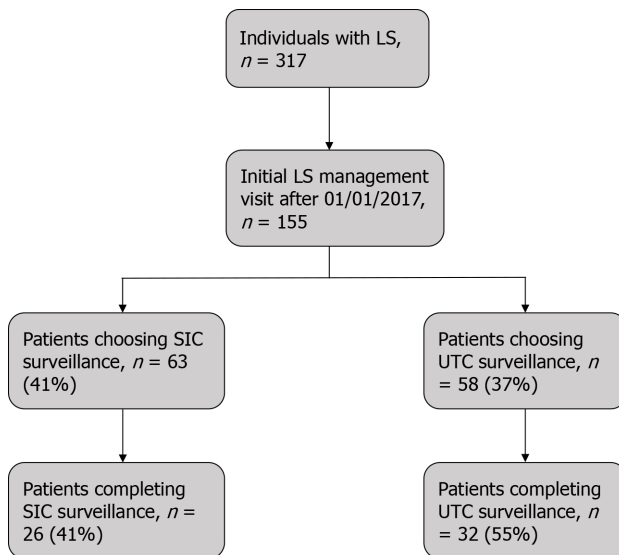 Individuals with LS,
n = 317
Initial LS management
visit after 01/01/2017,
n = 155
Patients choosing SIC
surveillance, n = 63
(41%)
Patients choosing
UTC surveillance, n
= 58 (37%)
Patients completing
SIC surveillance, n =
26 (41%)
Patients completing
UTC surveillance, n =
32 (55%)